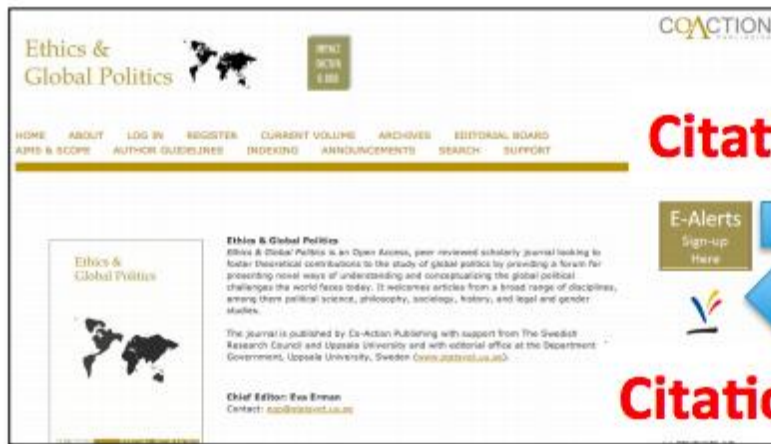 COACTION
PUBLISHING
Ethics &
Global Politics
IMPACT
FACTOR
HOME ABOUT LOG IN REGISTER CURRENT VOLUME ARCHIVES EDITORIAL BOARD
AIMS & SCOPE AUTHOR GUIDELINES INDEXING ANNOUNCEMENTS SEARCH SUPPORT
Citat
E-Alerts
Sign-up
Here
Ethics &
Global Politics
Ethics & Global Politics
Ethics & Global Politics is an Open Access, peer reviewed scholarly journal looking to
foster theoretical contributions to the study of global politics by providing a forum for
presenting novel ways of understanding and conceptualizing the global political
challenges the world faces today. It welcomes articles from a broad range of disciplines,
among them political science, philosophy, sociology, history, and legal and gender
studies.
The journal is published by Co-Action Publishing with support from The Swedish
Research Council and Uppsala University and with editorial office at the Department
Government, Uppsala University, Sweden
Chief Editor: Eva Erman
Contact:
Citatio